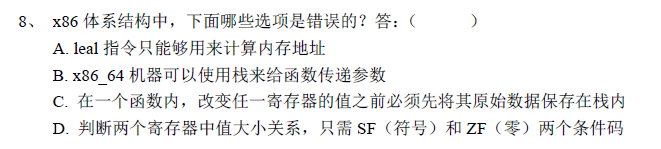 8、 x86 体系结构中，下面哪些选项是错误的？答：（ ）
A. leal 指令只能够用来计算内存地址
B. x86_64 机器可以使用栈来给函数传递参数
C. 在一个函数内，改变任一寄存器的值之前必须先将其原始数据保存在栈内
D. 判断两个寄存器中值大小关系，只需 SF（符号）和 ZF（零）两个条件码